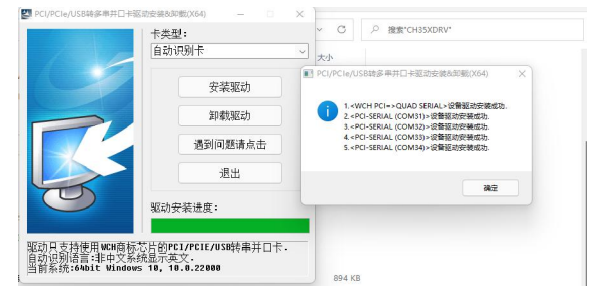 PCI/PCIe/USB转多串并口卡驱动安装&卸载(X64)
卡类型:
自动识别卡
安装驱动
卸载驱动
遇到问题请点击
退出
驱动安装进度:
驱动只支持使用WCH商标芯片的PCI/PCIE/USB转串并口卡.
自动识别语言:非中文系统显示英文.
当前系统:64bit Windows 10, 10.0.22000
搜索"CH35XDRV"
大小
PCI/PCIe/USB转多串并口卡驱动安装&卸载(X64)
1.<WCH PCI=>QUAD SERIAL>设备驱动安装成功.
2.<PCI-SERIAL (COM31)>设备驱动安装成功.
3.<PCI-SERIAL (COM32)>设备驱动安装成功.
4.<PCI-SERIAL (COM33)>设备驱动安装成功.
5.<PCI-SERIAL (COM34)>设备驱动安装成功.
确定
894 KB